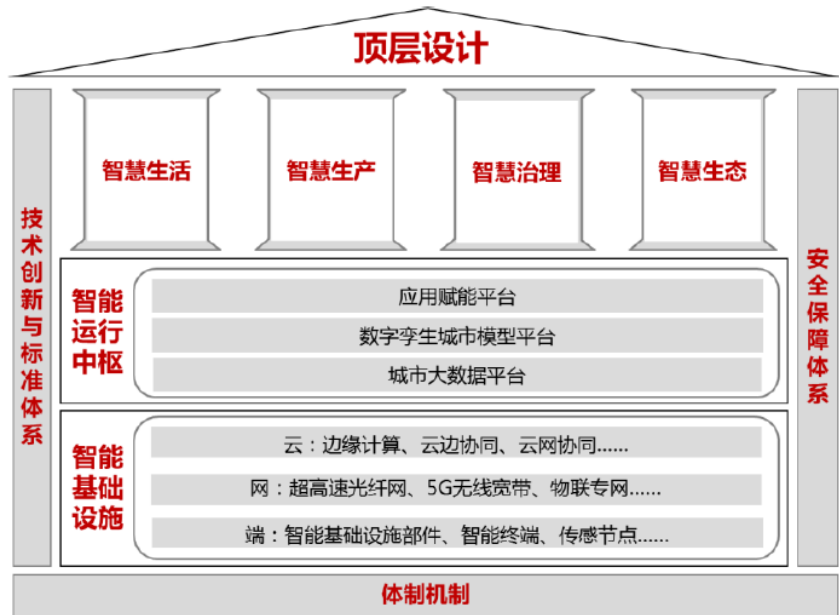 顶层设计
技术创新与标准体系
智慧生活
智慧生产
智慧治理
智慧生态
安全保障体系
智能
运行
中枢
应用赋能平台
数字孪生城市模型平台
城市大数据平台
智能
基础
设施
云：边缘计算、云边协同、云网协同......
网：超高速光纤网、5G无线宽带、物联专网......
端：智能基础设施部件、智能终端、传感节点......
体制机制